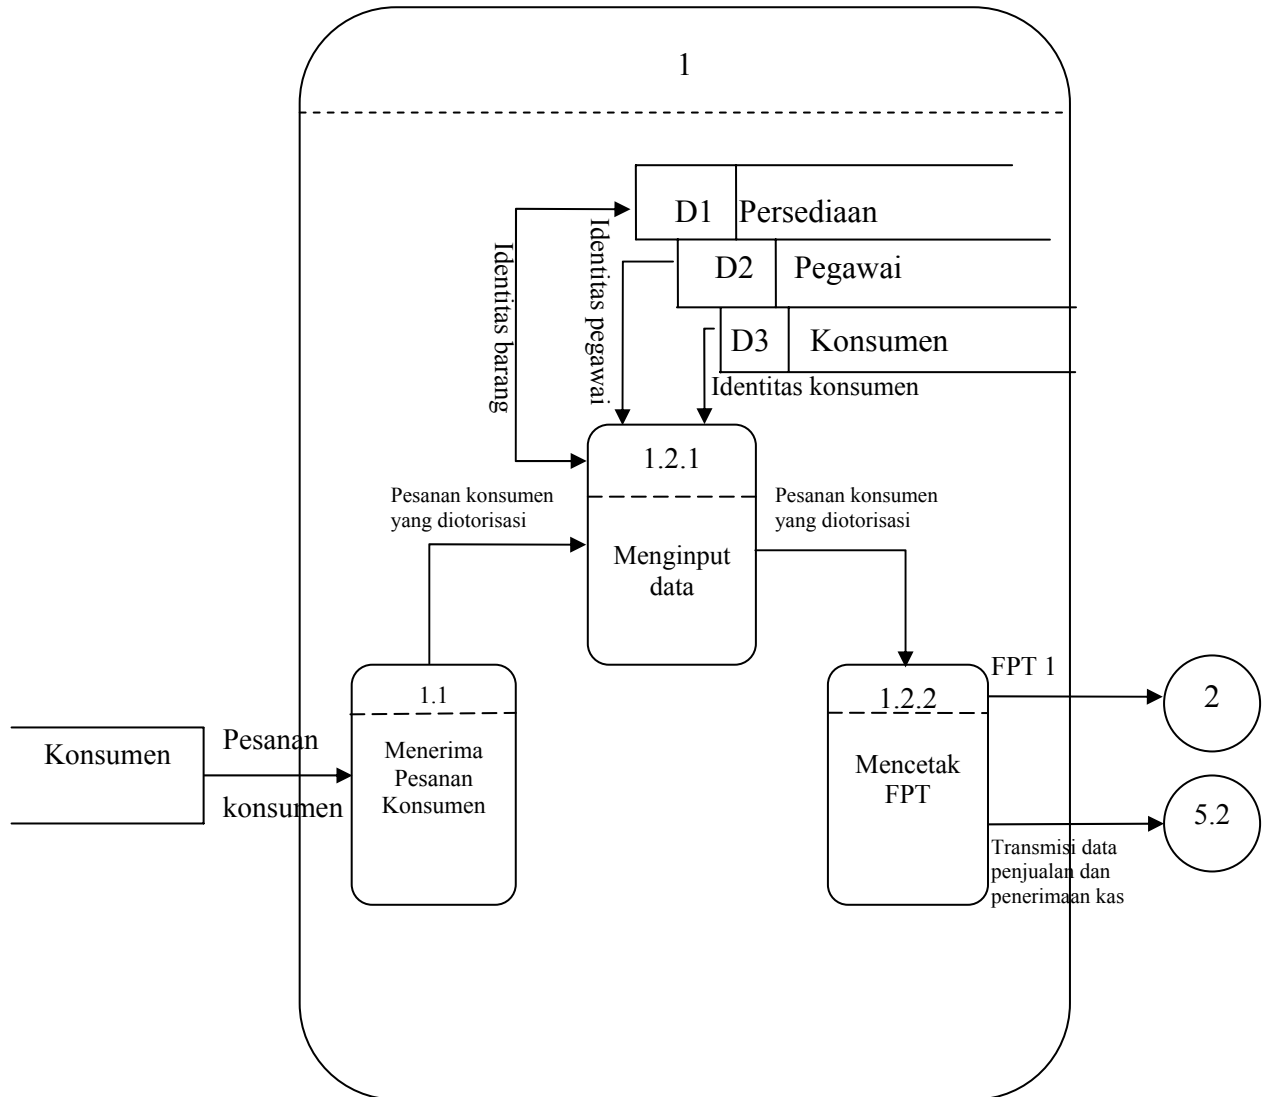 1
D1 Persediaan
D2 Pegawai
D3 Konsumen
Identitas barang
Identitas pegawai
Identitas konsumen
1.2.1
Menginput
data
Pesanan konsumen
yang diotorisasi
Pesanan konsumen
yang diotorisasi
1.1
Menerima
Pesanan
Konsumen
Konsumen
Pesanan
konsumen
1.2.2
Mencetak
FPT
FPT 1
2
5.2
Transmisi data
penjualan dan
penerimaan kas